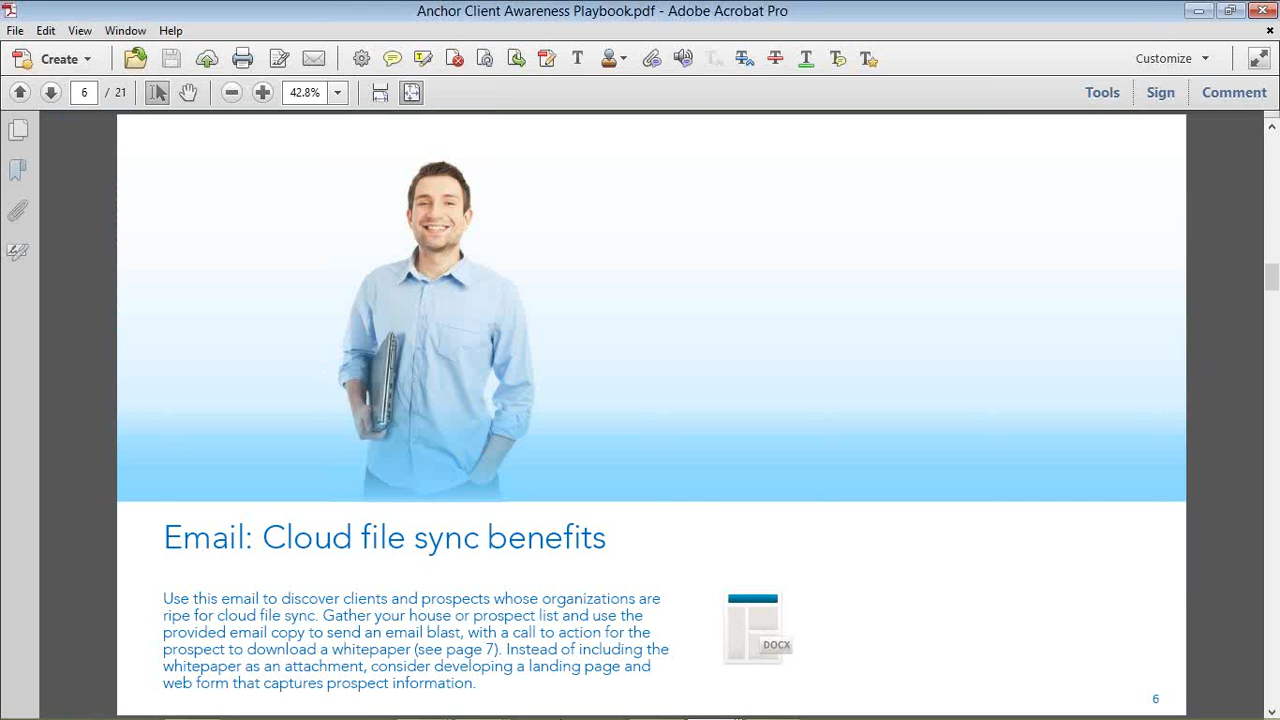 Anchor Client Awareness Playbook.pdf - Adobe Acrobat Pro
File Edit View Window Help
Create
Customize
6 / 21
42.8%
Tools Sign Comment
Email: Cloud file sync benefits
Use this email to discover clients and prospects whose organizations are
ripe for cloud file sync. Gather your house or prospect list and use the
provided email copy to send an email blast, with a call to action for the
prospect to download a whitepaper (see page 7). Instead of including the
whitepaper as an attachment, consider developing a landing page and
web form that captures prospect information.
DOCX
6